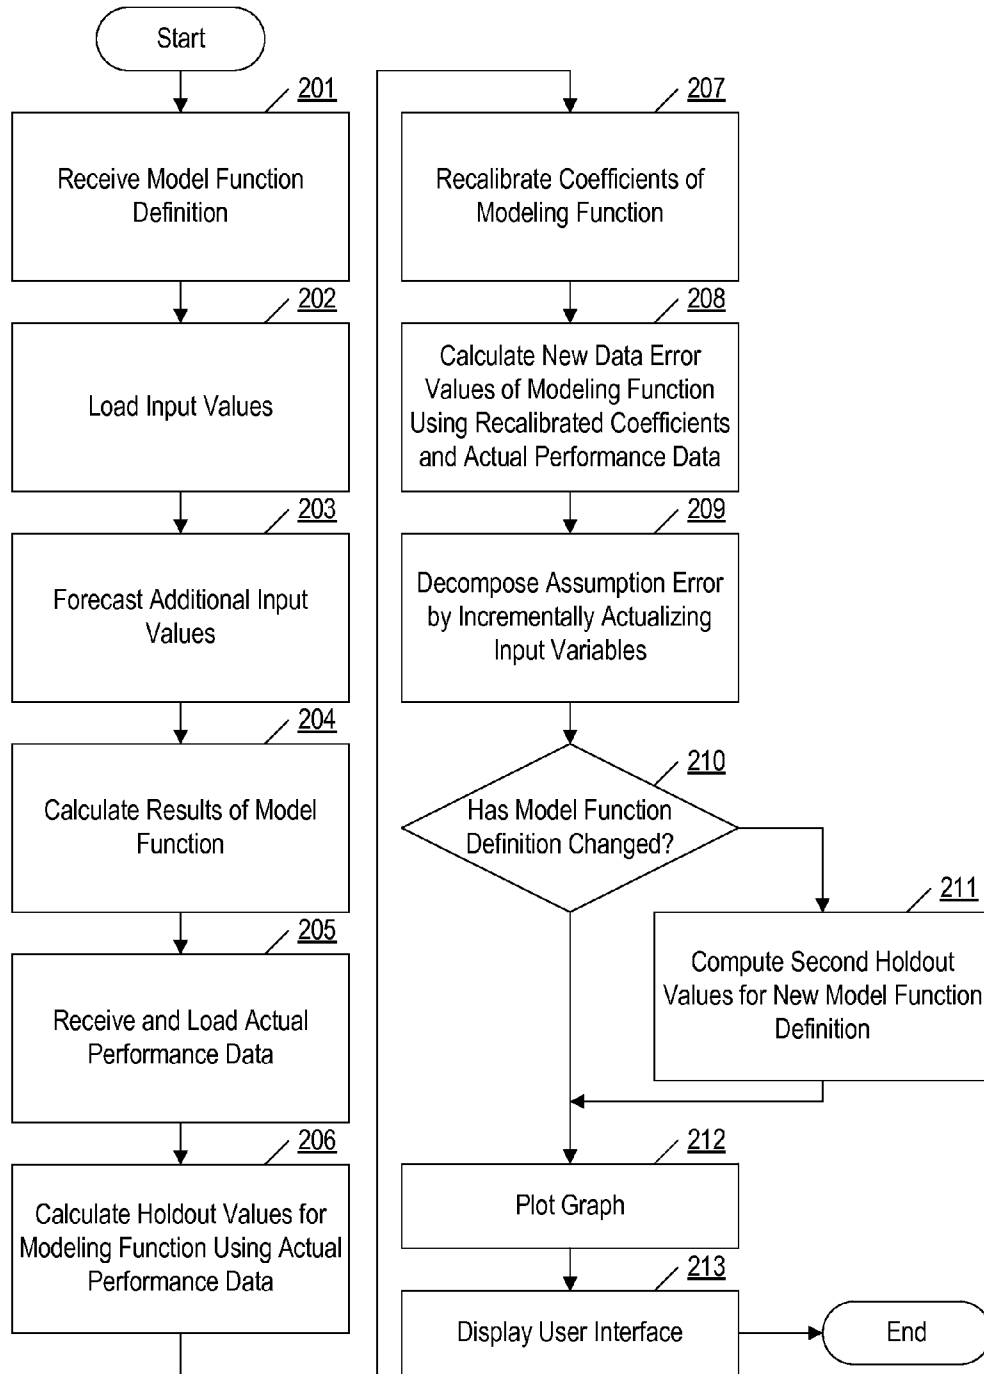 Start
201
Receive Model Function
Definition
202
Load Input Values
203
Forecast Additional Input
Values
204
Calculate Results of Model
Function
205
Receive and Load Actual
Performance Data
206
Calculate Holdout Values for
Modeling Function Using Actual
Performance Data
207
Recalibrate Coefficients of
Modeling Function
208
Calculate New Data Error
Values of Modeling Function
Using Recalibrated Coefficients
and Actual Performance Data
209
Decompose Assumption Error
by Incrementally Actualizing
Input Variables
210
Has Model Function
Definition Changed?
211
Compute Second Holdout
Values for New Model Function
Definition
212
Plot Graph
213
Display User Interface
End